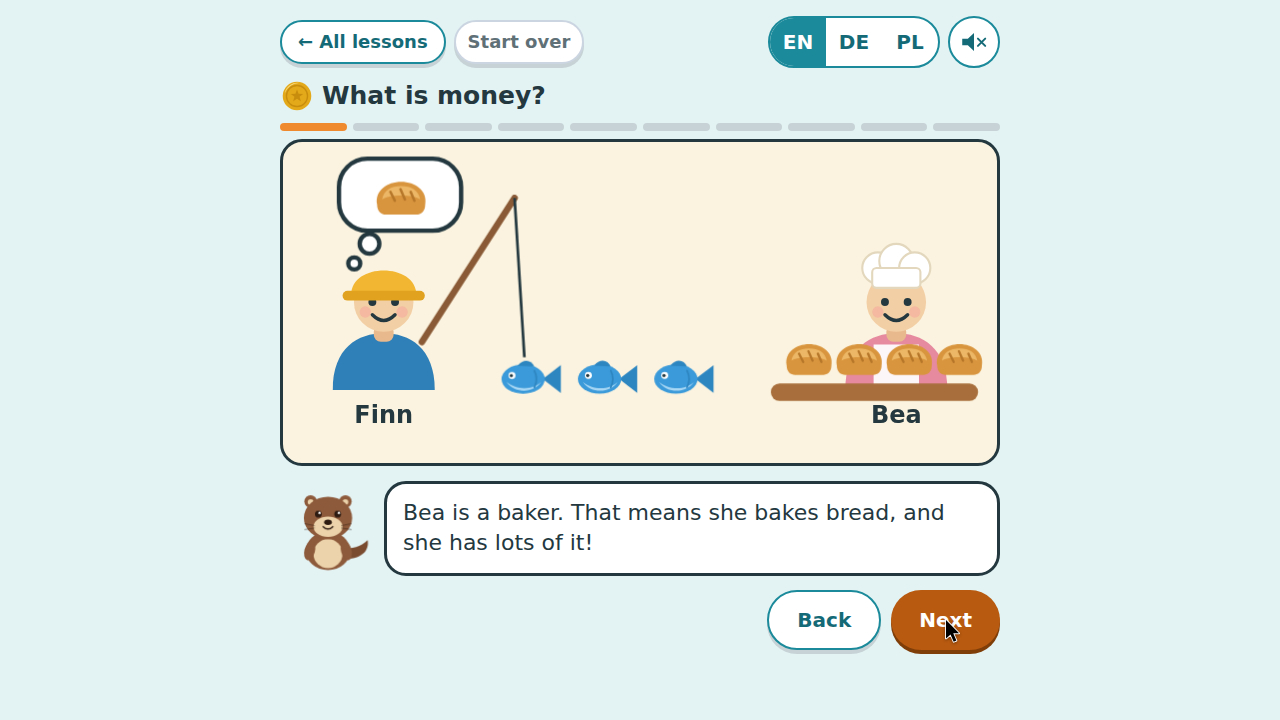 ← All lessons
Start over
EN DE PL
What is money?
Finn
Bea
Bea is a baker. That means she bakes bread, and
she has lots of it!
Back
Next